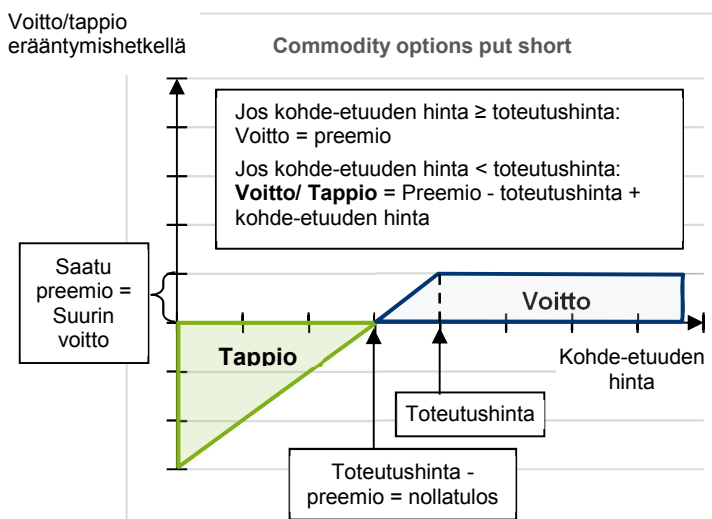 Voitto/tappio
erääntymishetkellä
Commodity options put short
Jos kohde-etuuden hinta ≥ toteutushinta:
Voitto = preemio
Jos kohde-etuuden hinta < toteutushinta:
Voitto/ Tappio = Preemio - toteutushinta +
kohde-etuuden hinta
Saatu
preemio =
Suurin
voitto
Voitto
Tappio
Kohde-etuuden
hinta
Toteutushinta
Toteutushinta -
preemio = nollatulos